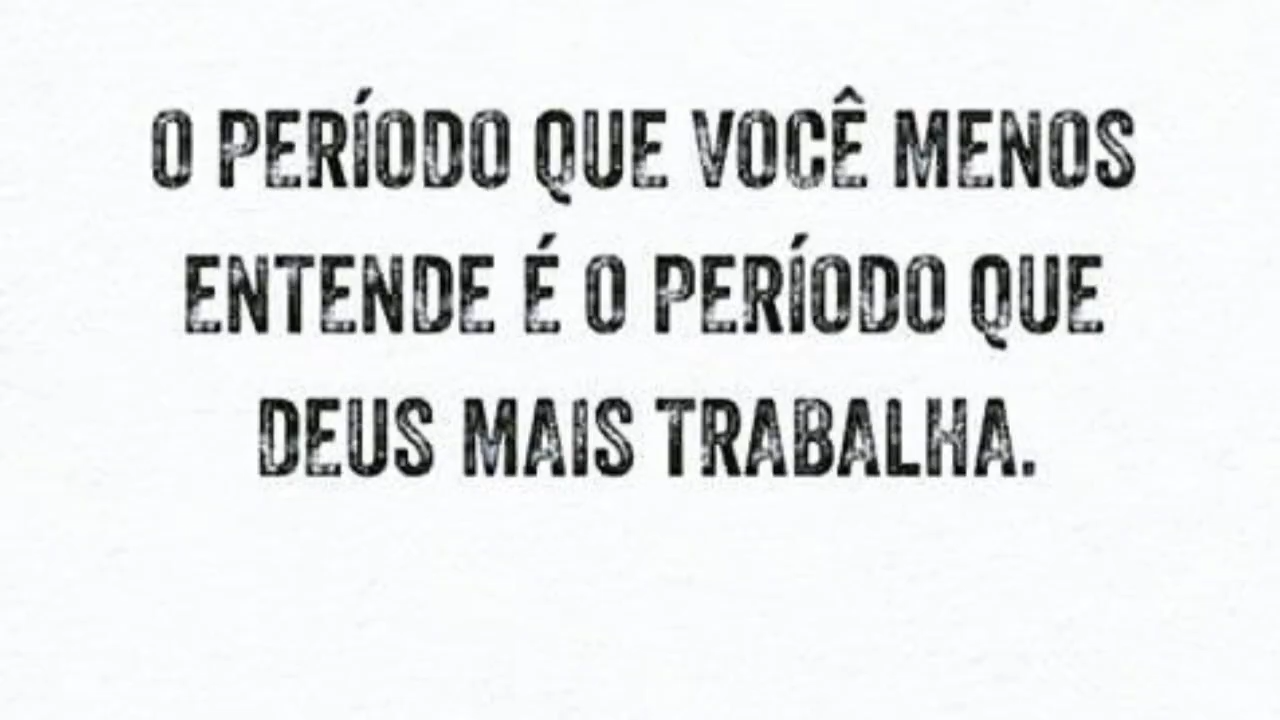 O PERÍODO QUE VOCÊ MENOS
ENTENDE É O PERÍODO QUE
DEUS MAIS TRABALHA.